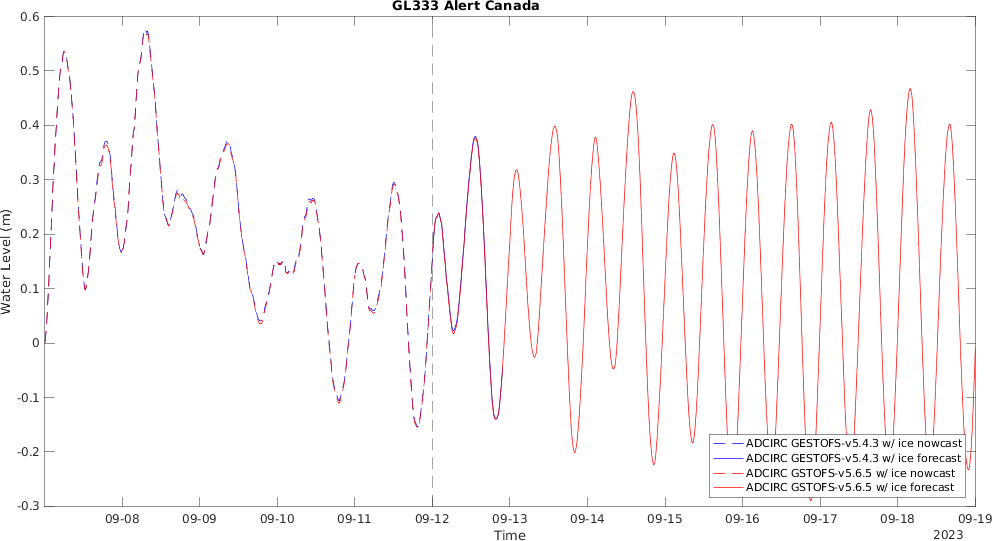 GL333 Alert Canada
0.6
0.5
0.4
0.3
0.2
0.1
0
-0.1
-0.2
-0.3
Water Level (m)
ADCIRC GESTOFS-v5.4.3 w/ ice nowcast
ADCIRC GESTOFS-v5.4.3 w/ ice forecast
ADCIRC GSTOFS-v5.6.5 w/ ice nowcast
ADCIRC GSTOFS-v5.6.5 w/ ice forecast
09-08 09-09 09-10 09-11 09-12 09-13 09-14 09-15 09-16 09-17 09-18 09-19
Time
2023